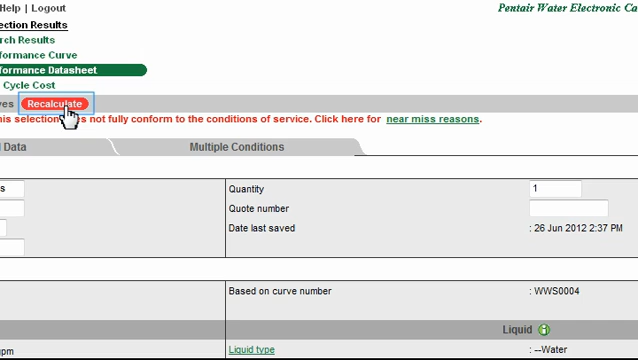 Help | Logout
Pentair Water Electronic Ca
ection Results
rch Results
formance Curve
formance Datasheet
Cycle Cost
ves
Recalculate
his selection not fully conform to the conditions of service. Click here for near miss reasons.
Data
Multiple Conditions
s
Quantity
1
Quote number
Date last saved
: 26 Jun 2012 2:37 PM
Based on curve number
: WWS0004
Liquid
gpm
Liquid type
: --Water